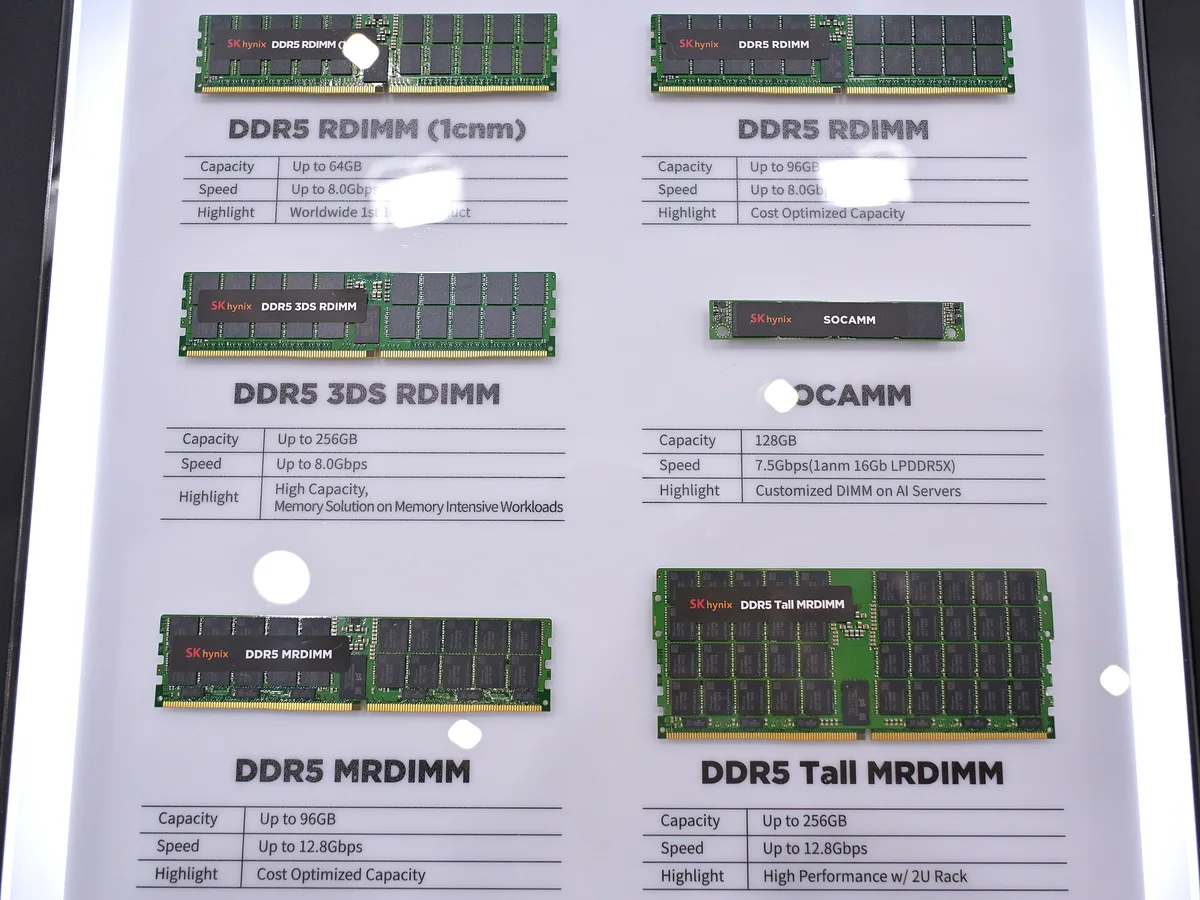 SK hynix DDR5 RDIMM
SK hynix DDR5 RDIMM
DDR5 RDIMM (1cnm)
Capacity Up to 64GB
Speed Up to 8.0Gbps
Highlight Worldwide 1st
DDR5 RDIMM
Capacity Up to 96GB
Speed Up to
Highlight Cost Optimized Capacity
SK hynix DDR5 3DS RDIMM
SK hynix SOCAMM
DDR5 3DS RDIMM
Capacity Up to 256GB
Speed Up to 8.0Gbps
Highlight High Capacity,
Memory Solution on Memory Intensive Workloads
SOCAMM
Capacity 128GB
Speed 7.5Gbps(1anm 16Gb LPDDR5X)
Highlight Customized DIMM on AI Servers
SK hynix DDR5 MRDIMM
SK hynix DDR5 Tall MRDIMM
DDR5 MRDIMM
Capacity Up to 96GB
Speed Up to 12.8Gbps
Highlight Cost Optimized Capacity
DDR5 Tall MRDIMM
Capacity Up to 256GB
Speed Up to 12.8Gbps
Highlight High Performance w/ 2U Rack